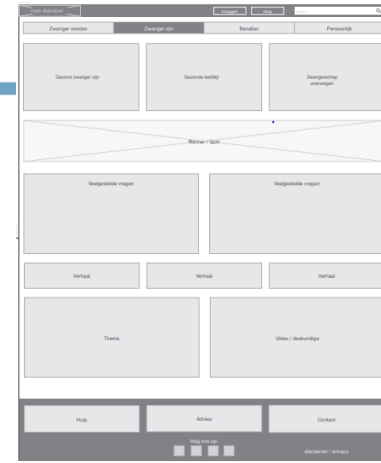 Inloggen Hulp
Zwanger worden Zwanger zijn Bevallen Persoonlijk
Gezond zwanger zijn Gezonde leefstijl Zwangerschap
overwegen
Banner / Quiz
Veelgestelde vragen Veelgestelde vragen
Verhaal Verhaal Verhaal
Thema Video / deskundige
Hulp Advies Contact
Volg ons op:
disclaimer / privacy